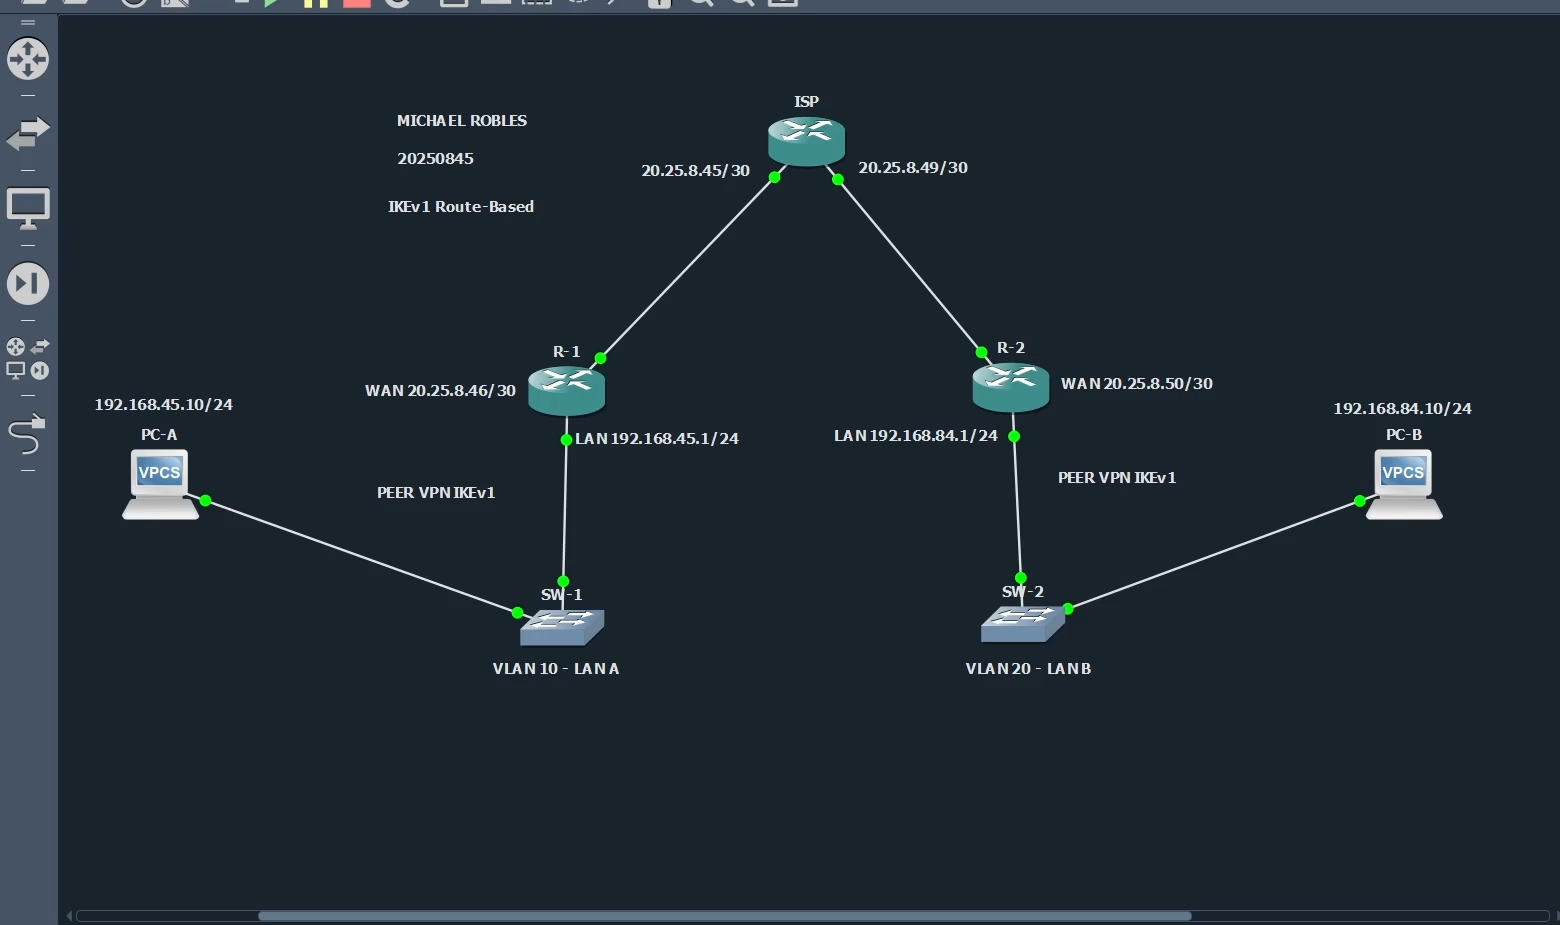 ISP
MICHAEL ROBLES
20250845
20.25.8.45/30
20.25.8.49/30
IKEv1 Route-Based
R-1
R-2
WAN 20.25.8.46/30
WAN 20.25.8.50/30
192.168.45.10/24
192.168.84.10/24
PC-A
PC-B
LAN 192.168.45.1/24
LAN 192.168.84.1/24
VPCS
VPCS
PEER VPN IKEv1
PEER VPN IKEv1
SW-1
SW-2
VLAN 10 - LAN A
VLAN 20 - LAN B